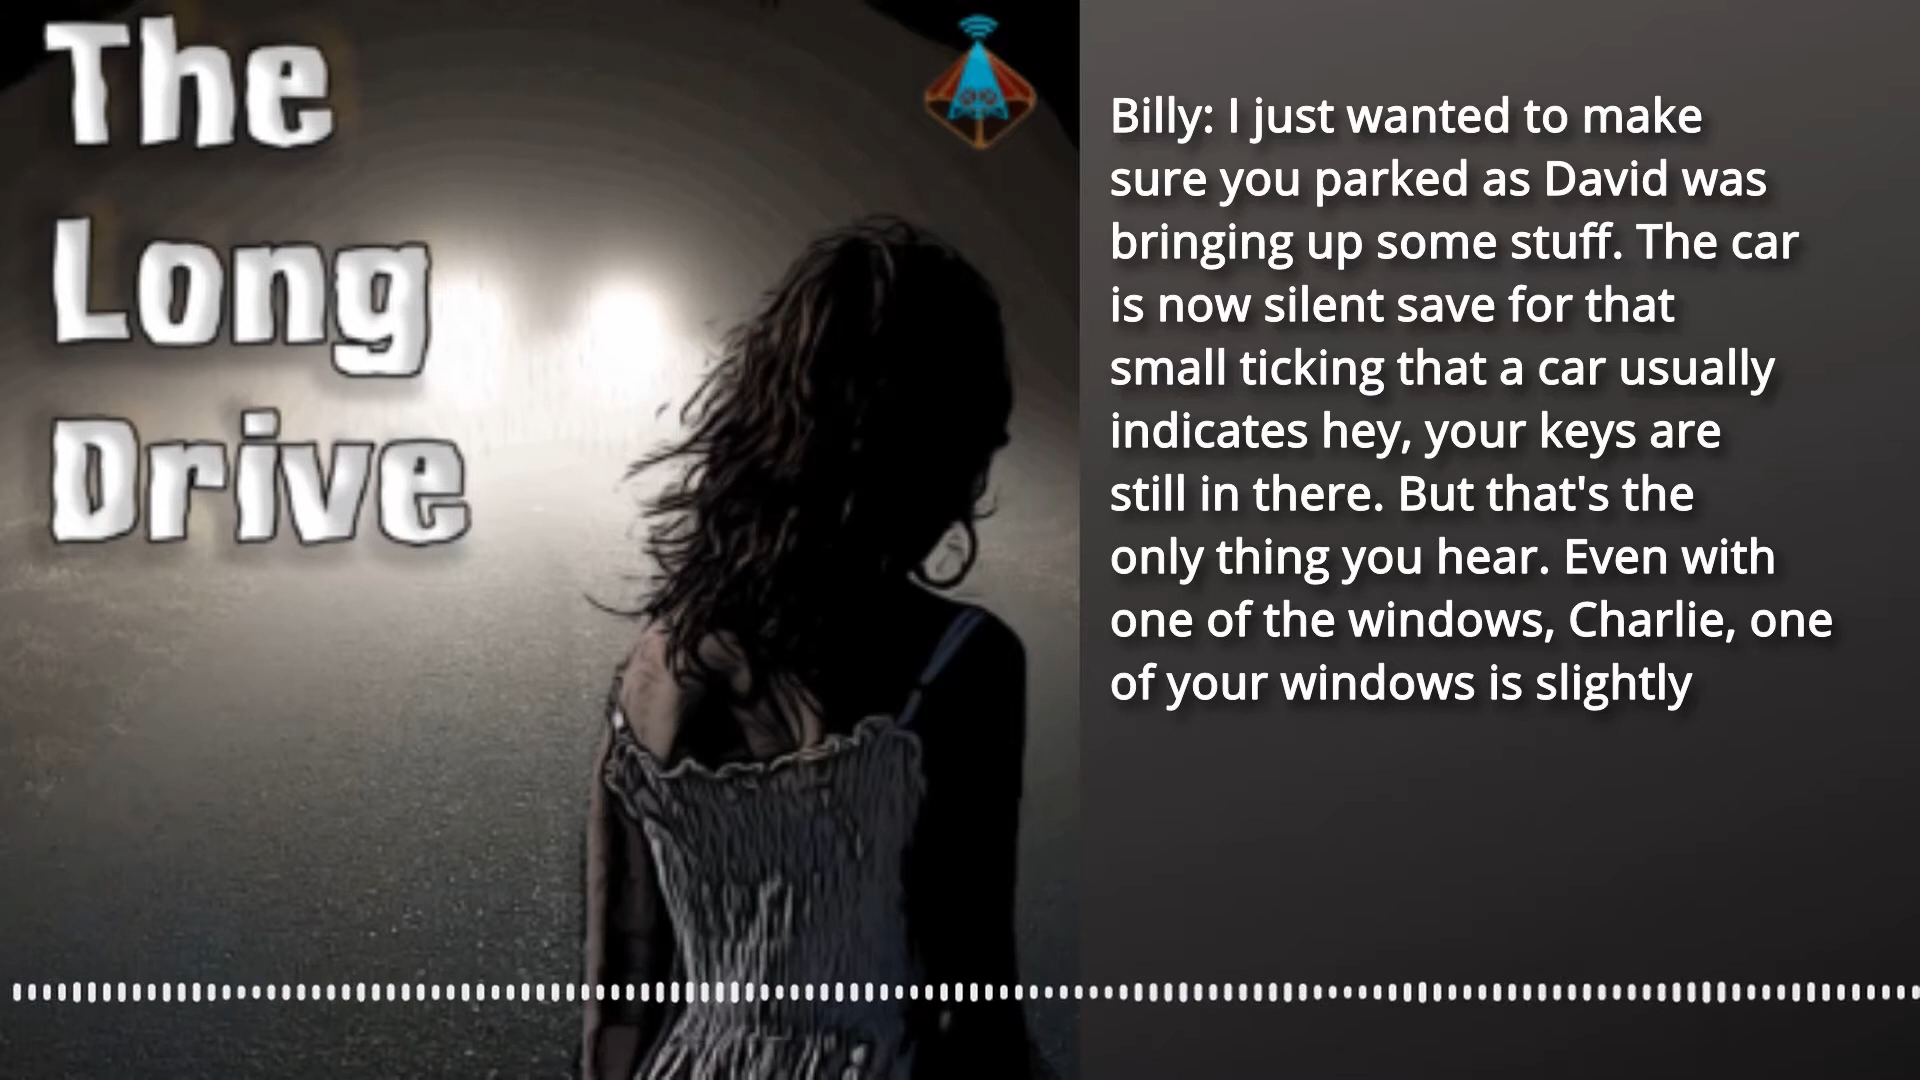 The
Long
Drive
Billy: I just wanted to make
sure you parked as David was
bringing up some stuff. The car
is now silent save for that
small ticking that a car usually
indicates hey, your keys are
still in there. But that's the
only thing you hear. Even with
one of the windows, Charlie, one
of your windows is slightly